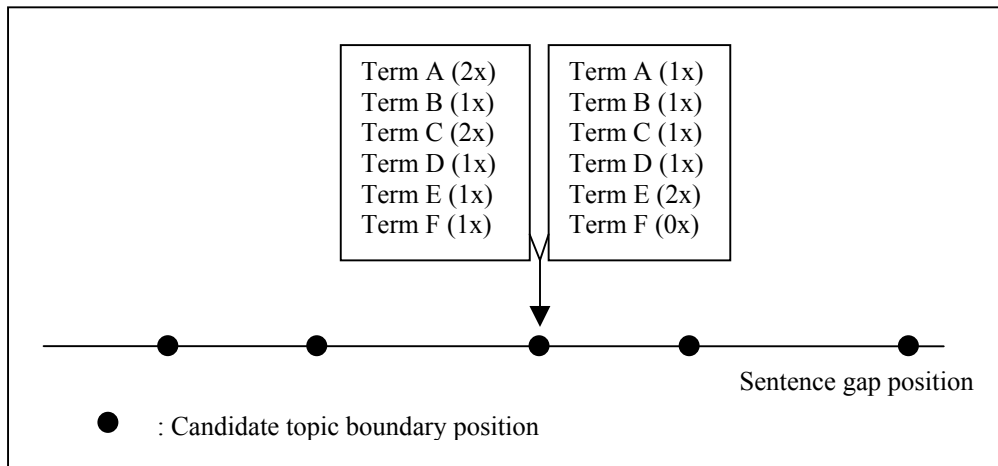 Term A (2x)
Term B (1x)
Term C (2x)
Term D (1x)
Term E (1x)
Term F (1x)
Term A (1x)
Term B (1x)
Term C (1x)
Term D (1x)
Term E (2x)
Term F (0x)
Sentence gap position
: Candidate topic boundary position